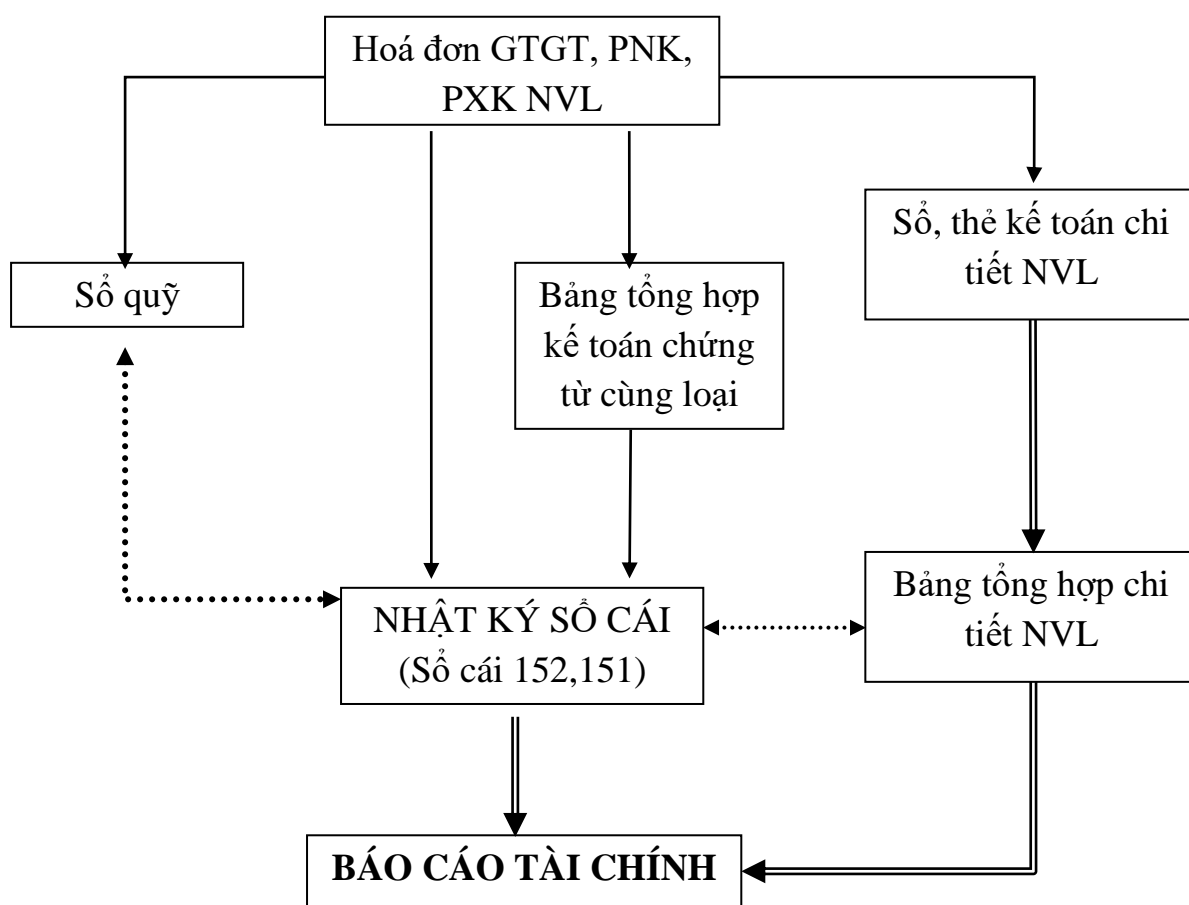 Hoá đơn GTGT, PNK,
PXK NVL
Sổ, thẻ kế toán chi
tiết NVL
Sổ quỹ
Bảng tổng hợp
kế toán chứng
từ cùng loại
NHẬT KÝ SỔ CÁI
(Sổ cái 152,151)
Bảng tổng hợp chi
tiết NVL
BÁO CÁO TÀI CHÍNH